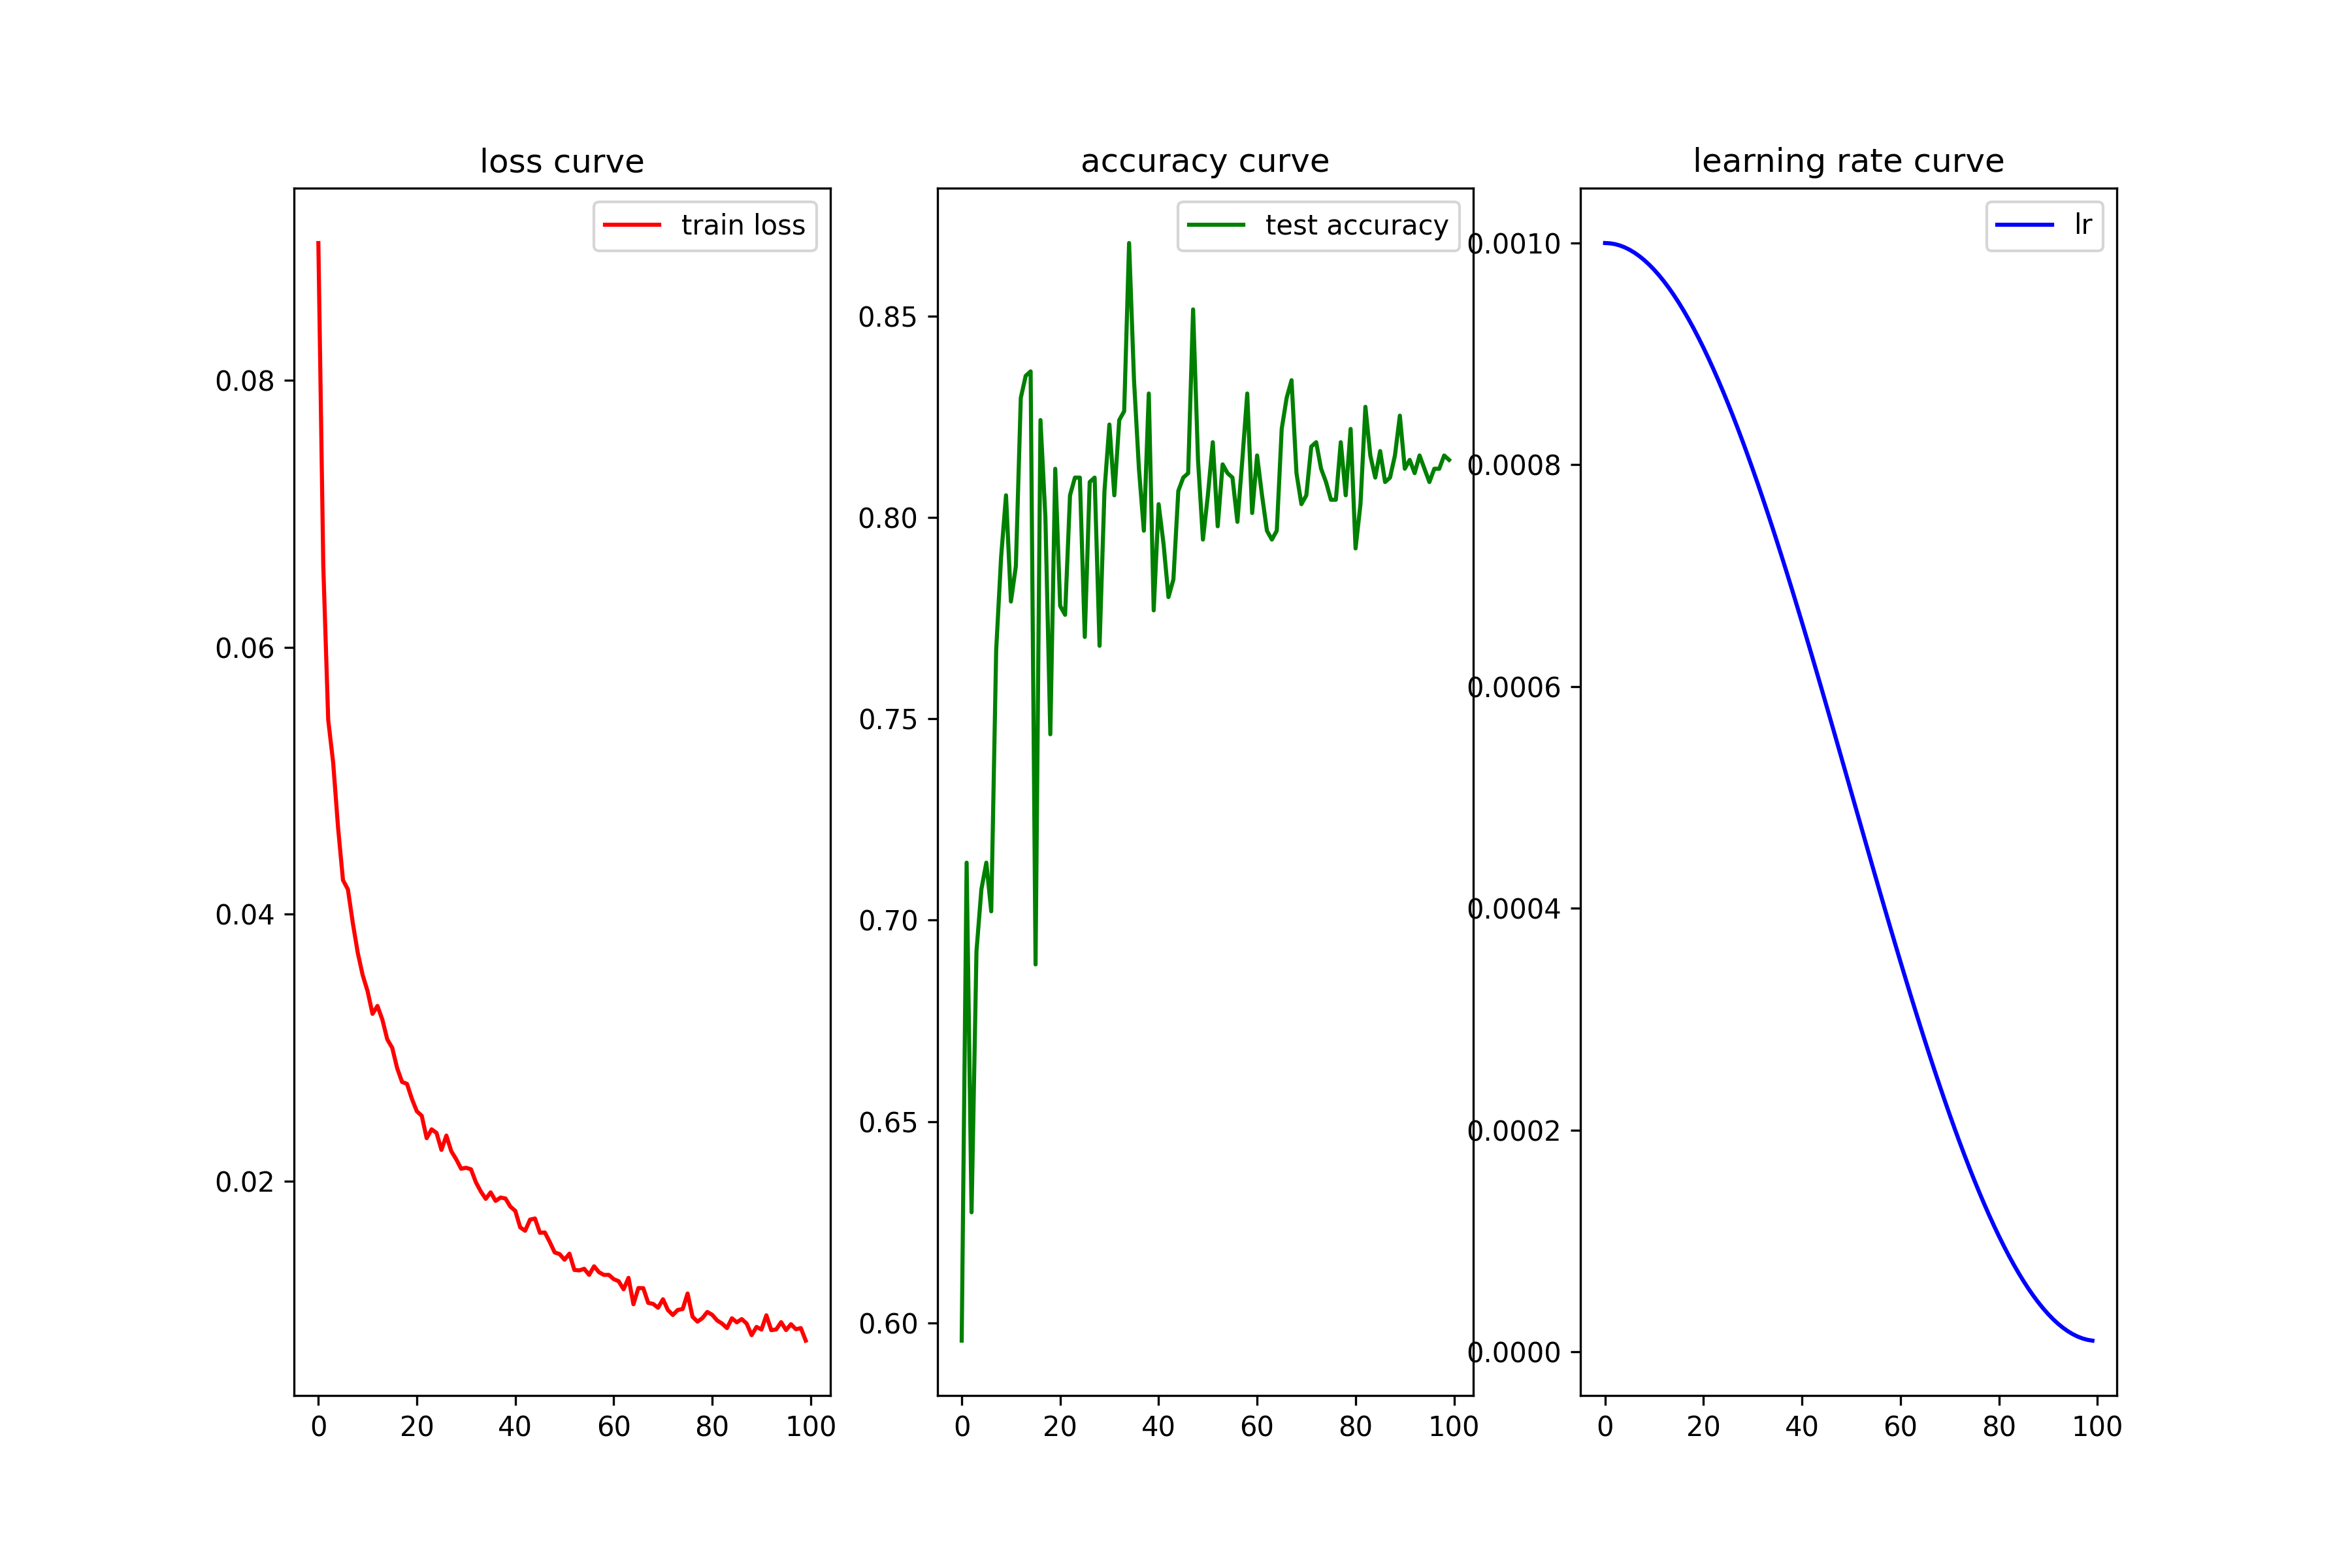 loss curve
train loss
0.08
0.06
0.04
0.02
0 20 40 60 80 100
accuracy curve
test accuracy
0.85
0.80
0.75
0.70
0.65
0.60
0 20 40 60 80 100
learning rate curve
lr
0.0010
0.0008
0.0006
0.0004
0.0002
0.0000
0 20 40 60 80 100